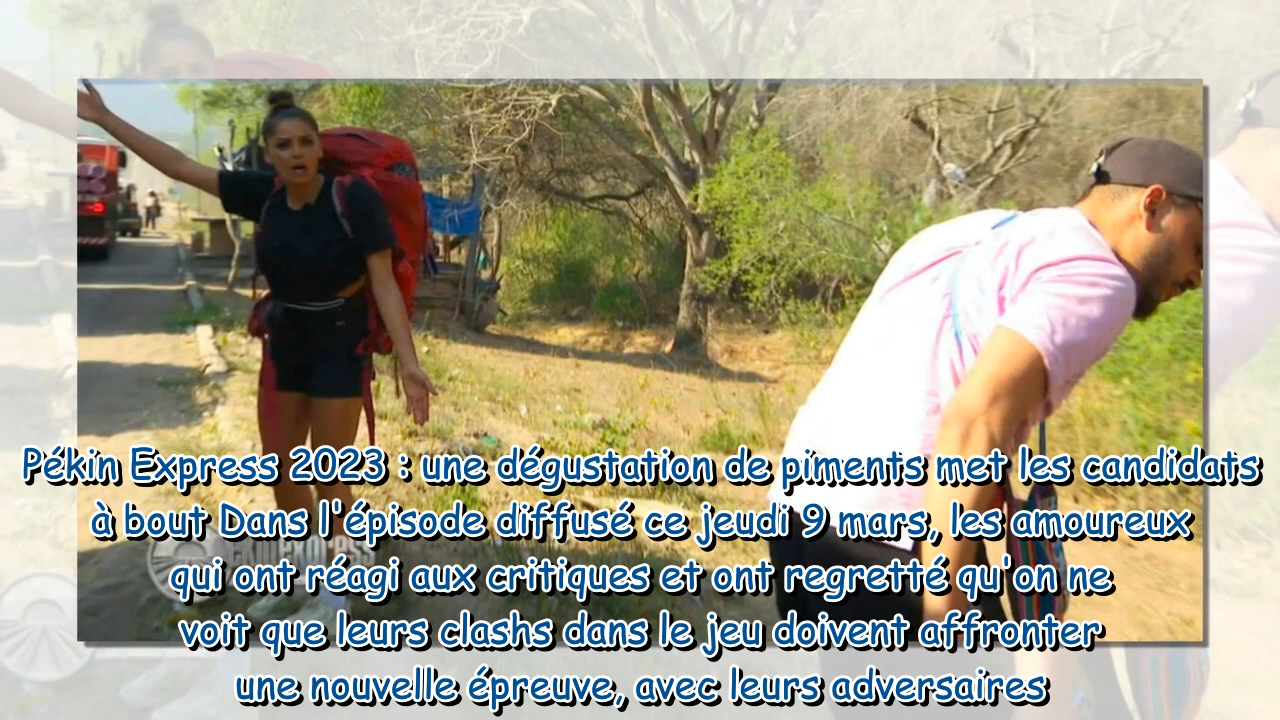 Pékin Express 2023 : une dégustation de piments met les candidats
à bout Dans l'épisode diffusé ce jeudi 9 mars, les amoureux
qui ont réagi aux critiques et ont regretté qu'on ne
voit que leurs clashs dans le jeu doivent affronter
une nouvelle épreuve, avec leurs adversaires